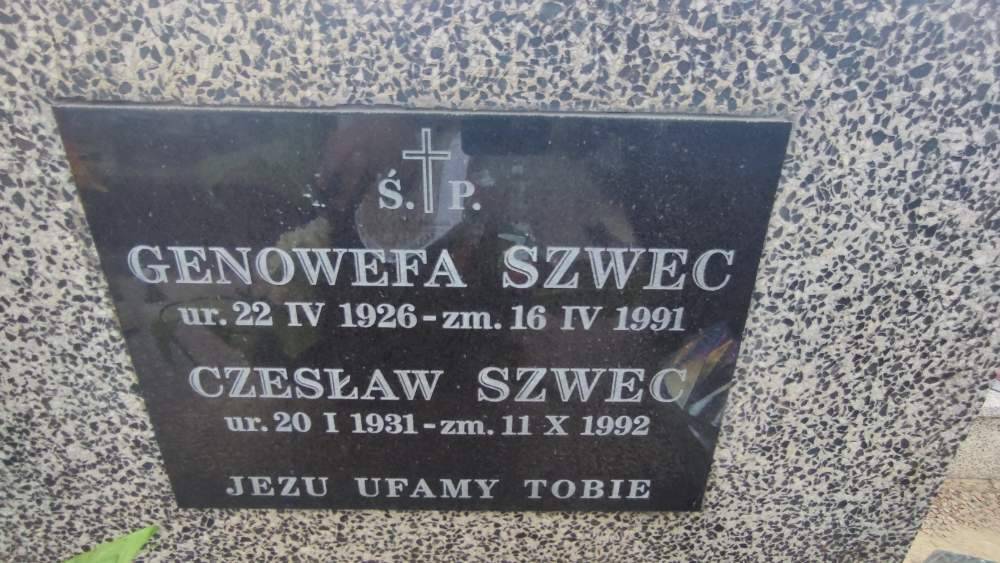 Ś. P.
GENOWEFA SZWEC
ur. 22 IV 1926 - zm. 16 IV 1991
CZESŁAW SZWEC
ur. 20 I 1931 - zm. 11 X 1992
JEZU UFAMY TOBIE